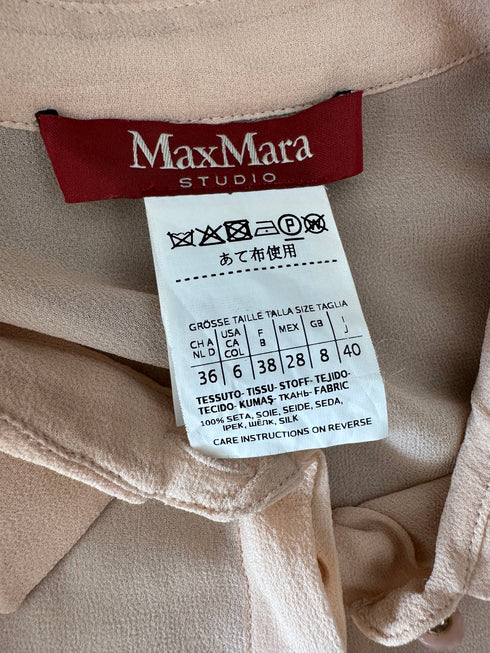 MaxMara
STUDIO
P W
あて布使用
GRÖSSE TAILLE TALLA SIZE TAGLIA
CH A NL D USA CA COL F B MEX GB I J
36 6 38 28 8 40
TESSUTO- TISSU- STOFF- TEJIDO-
TECIDO- KUMAŞ- ТКАНЬ- FABRIC
100% SETA, SOIE, SEIDE, SEDA,
IPEK, ШЁЛК, SILK
CARE INSTRUCTIONS ON REVERSE